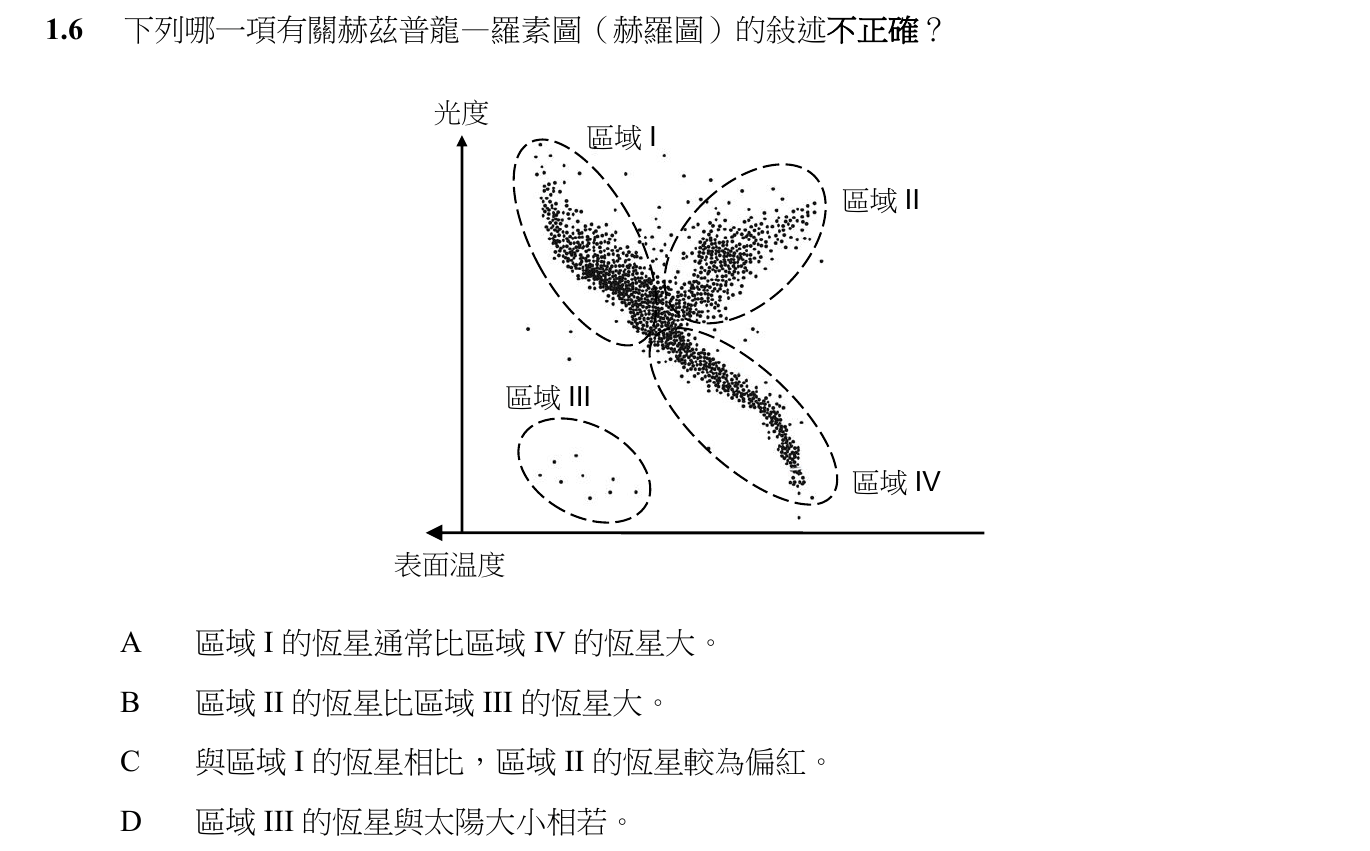 1.6 下列哪一項有關赫茲普龍—羅素圖（赫羅圖）的敍述不正確？
光度
區域 I
區域 II
區域 III
區域 IV
表面温度
A 區域 I 的恆星通常比區域 IV 的恆星大。
B 區域 II 的恆星比區域 III 的恆星大。
C 與區域 I 的恆星相比，區域 II 的恆星較為偏紅。
D 區域 III 的恆星與太陽大小相若。